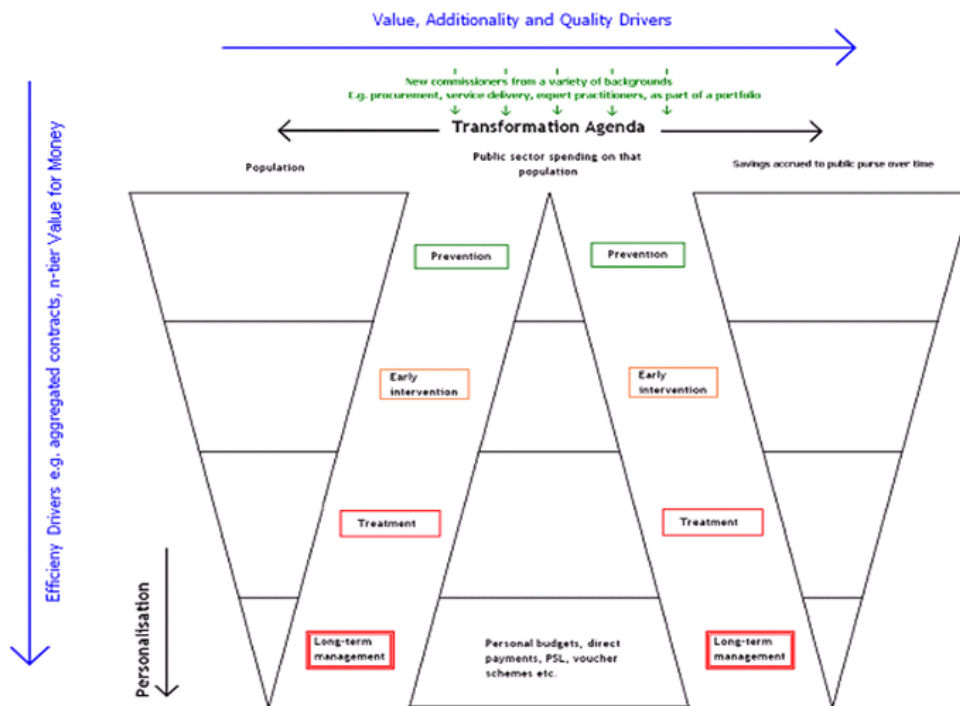 Value, Additionality and Quality Drivers
New commissioners from a variety of backgrounds
E.g. procurement, service delivery, expert practitioners, as part of a portfolio
Transformation Agenda
Population
Public sector spending on that
population
Savings accrued to public purse over time
Efficieny Drivers e.g. aggregated contracts, n-tier Value for Money
Prevention
Prevention
Early
intervention
Early
intervention
Treatment
Treatment
Personalisation
Long-term
management
Personal budgets, direct
payments, PSL, voucher
schemes etc.
Long-term
management